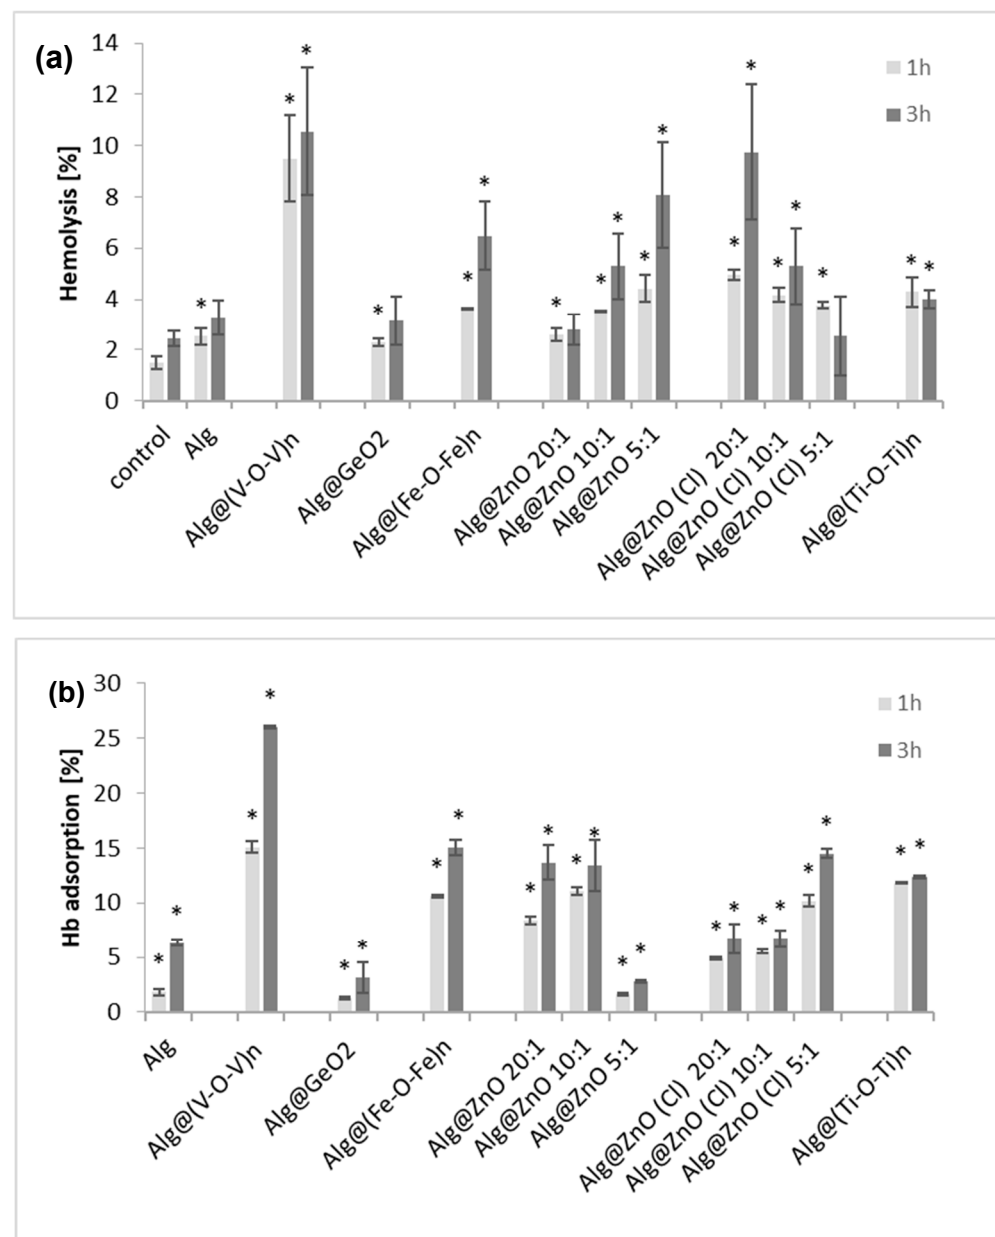 (a)
Hemolysis [%]
14
12
10
8
6
4
2
0
1h
3h
* * * * * * * * * * * * * * * * * *
control
Alg
Alg@(V-O-V)n
Alg@GeO2
Alg@(Fe-O-Fe)n
Alg@ZnO 20:1
Alg@ZnO 10:1
Alg@ZnO 5:1
Alg@ZnO (Cl) 20:1
Alg@ZnO (Cl) 10:1
Alg@ZnO (Cl) 5:1
Alg@(Ti-O-Ti)n
(b)
Hb adsorption [%]
30
25
20
15
10
5
0
1h
3h
* * * * * * * * * * * * * * * * * * * * * *
Alg
Alg@(V-O-V)n
Alg@GeO2
Alg@(Fe-O-Fe)n
Alg@ZnO 20:1
Alg@ZnO 10:1
Alg@ZnO 5:1
Alg@ZnO (Cl) 20:1
Alg@ZnO (Cl) 10:1
Alg@ZnO (Cl) 5:1
Alg@(Ti-O-Ti)n